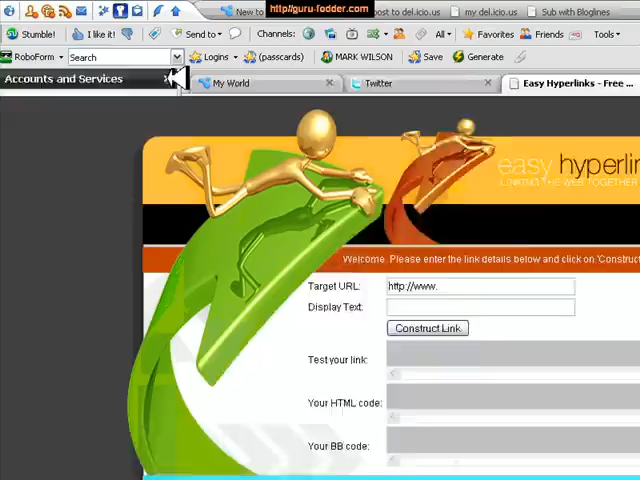 New to
http://guru-fodder.com
post to del.icio.us
my del.icio.us
Sub with Bloglines
Stumble!
I like it!
Send to
Channels:
All
Favorites
Friends
Tools
RoboForm
Search
Logins
(passcards)
MARK WILSON
Save
Generate
Accounts and Services
My World
Twitter
Easy Hyperlinks - Free ...
easy hyperlin
LINKING THE WEB TOGETHER
Welcome. Please enter the link details below and click on 'Construct
Target URL:
http://www.
Display Text:
Construct Link
Test your link:
Your HTML code:
Your BB code: